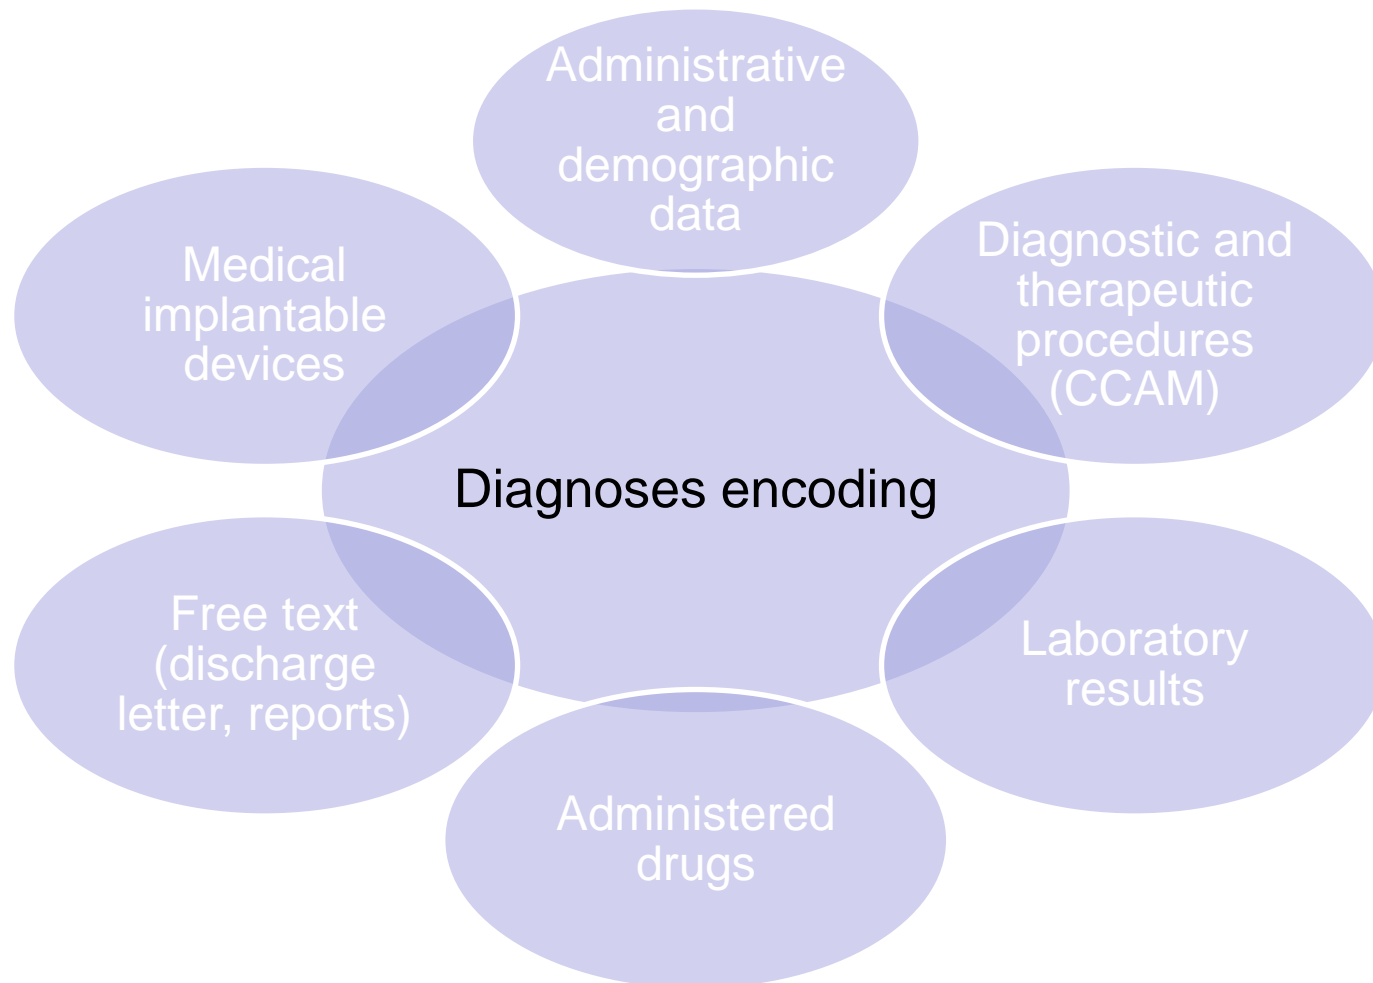 Administrative
and
demographic
data
Diagnostic and
therapeutic
procedures
(CCAM)
Medical
implantable
devices
Diagnoses encoding
Free text
(discharge
letter, reports)
Laboratory
results
Administered
drugs